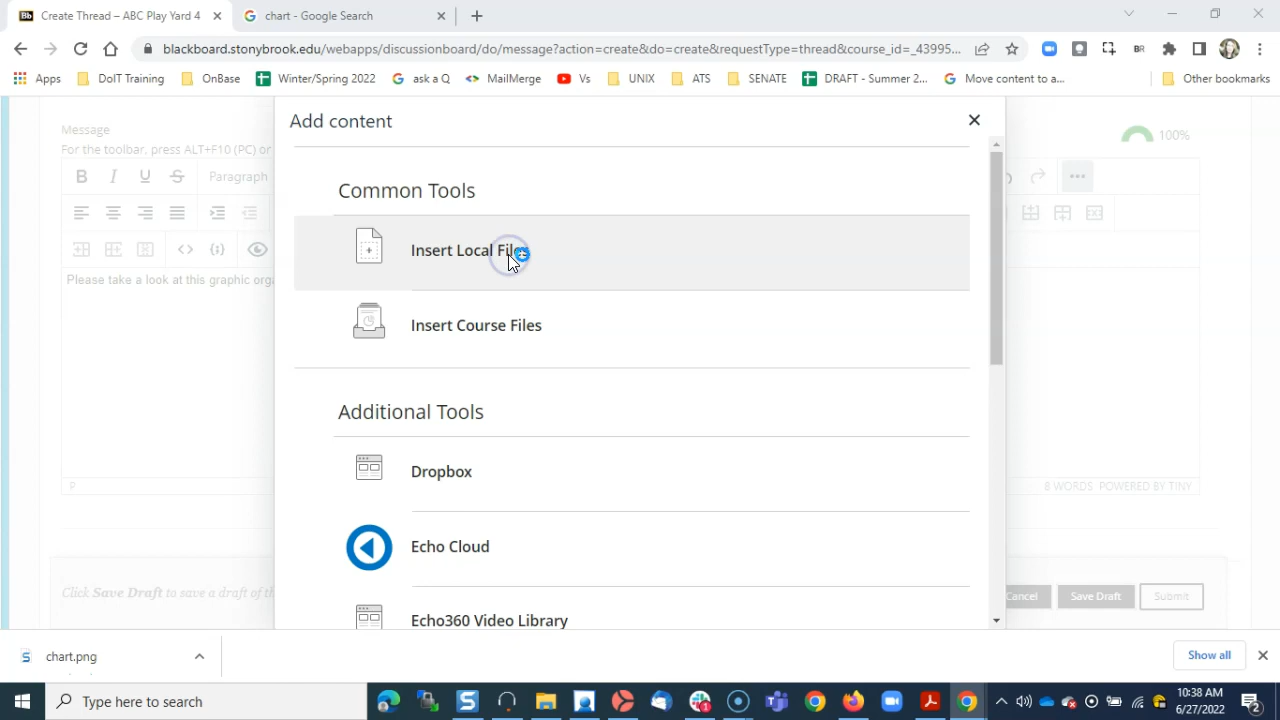 Create Thread – ABC Play Yard 4
chart - Google Search
blackboard.stonybrook.edu/webapps/discussionboard/do/message?action=create&do=create&requestType=thread&course_id=_43995...
Apps DoIT Training OnBase Winter/Spring 2022 ask a Q MailMerge Vs UNIX ATS SENATE DRAFT - Summer 2... Move content to a... Other bookmarks
Message
For the toolbar, press ALT+F10 (PC) or
100%
Paragraph
Please take a look at this graphic org
P
8 WORDS POWERED BY TINY
Click Save Draft to save a draft of th
Cancel Save Draft Submit
Add content
Common Tools
Insert Local Files
Insert Course Files
Additional Tools
Dropbox
Echo Cloud
Echo360 Video Library
chart.png
Show all
Type here to search
10:38 AM
6/27/2022
2